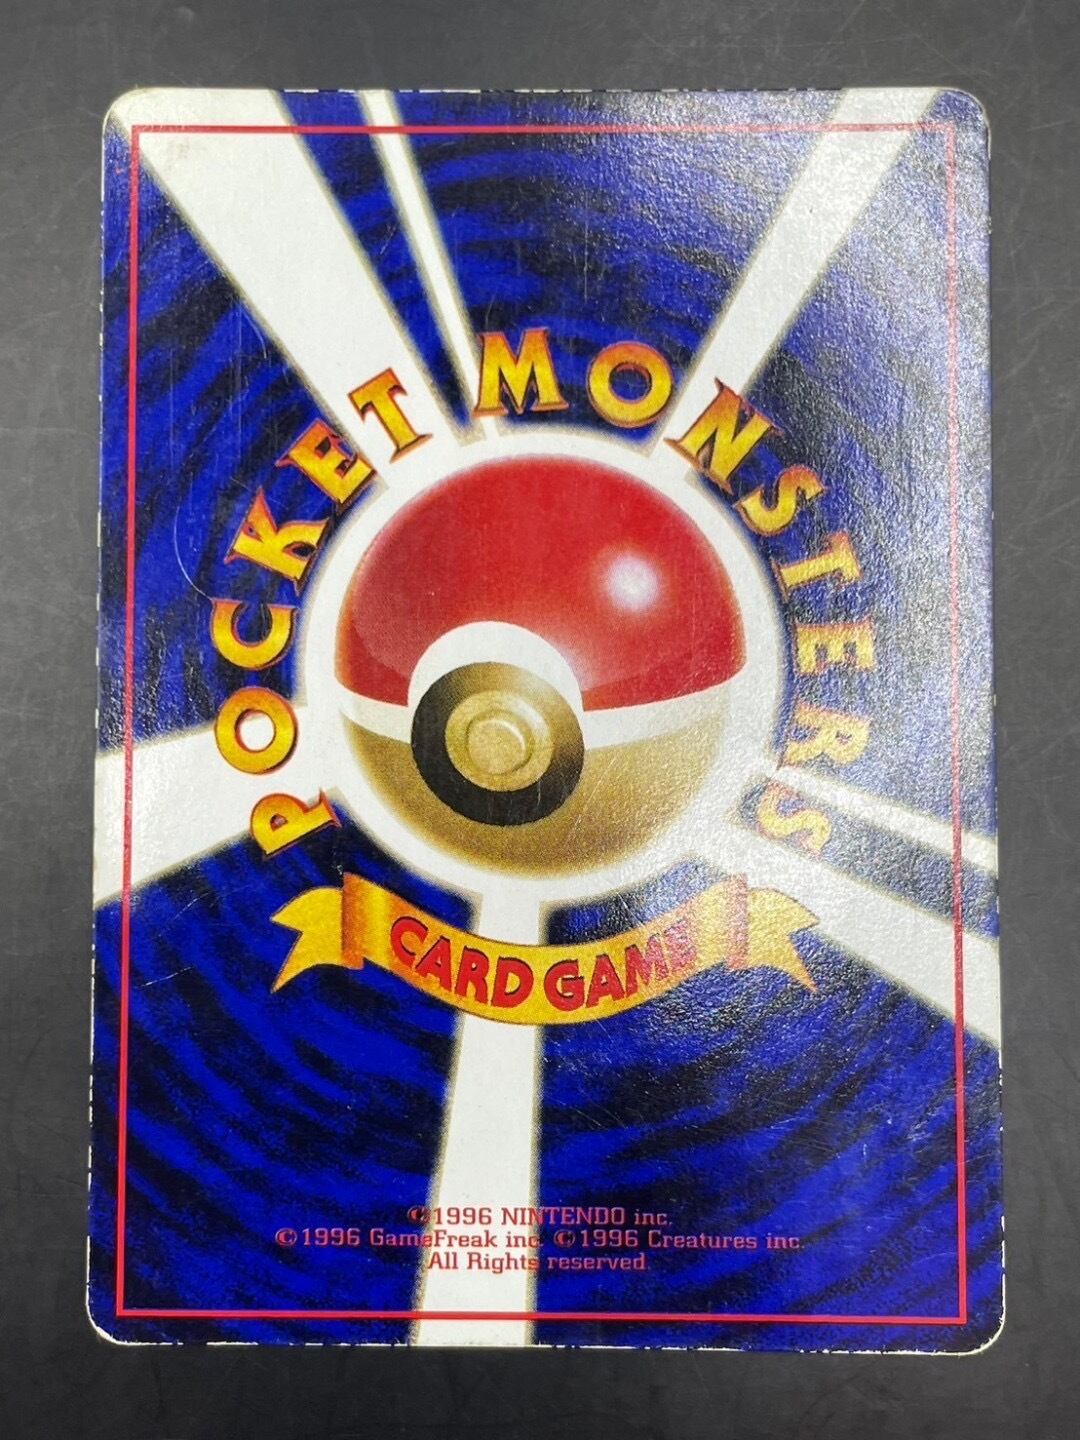 POCKET MONSTERS
CARD GAME
©1996 NINTENDO inc.
©1996 GameFreak inc. ©1996 Creatures inc.
All Rights reserved.